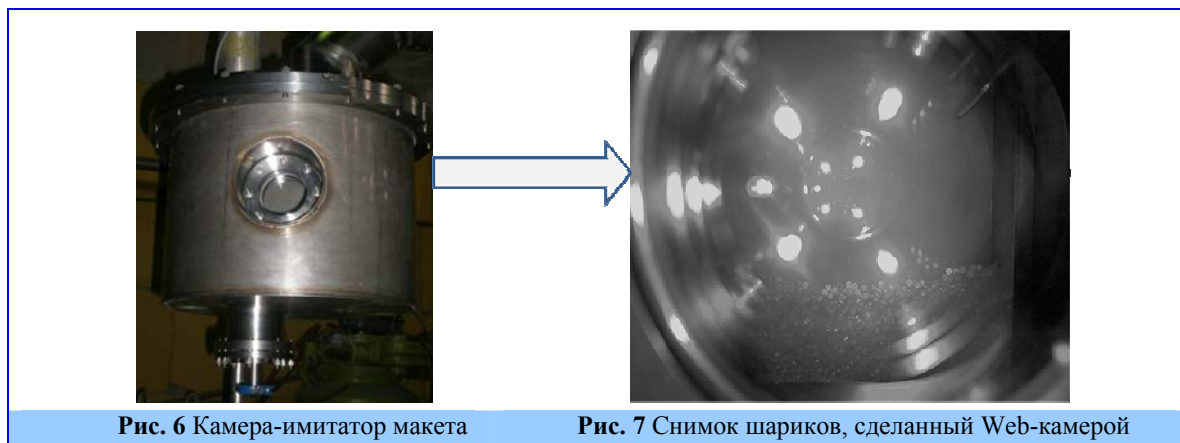 Рис. 6 Камера-имитатор макета
Рис. 7 Снимок шариков, сделанный Web-камерой